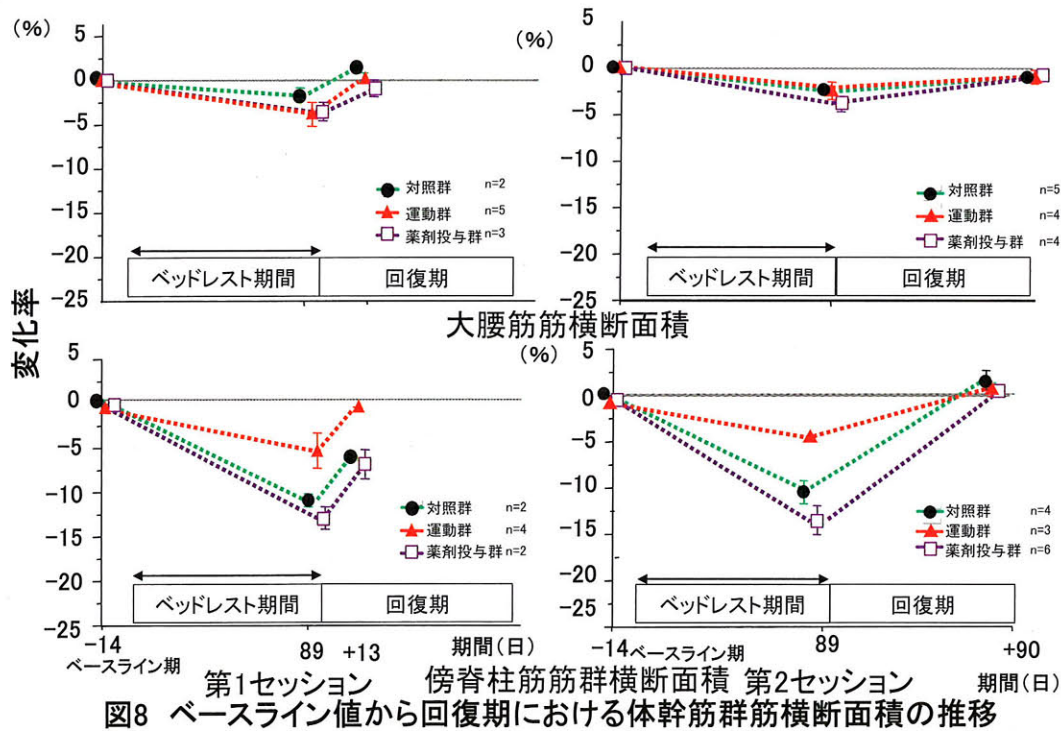 (%)
5
0
-5
-10
-15
-20
-25
対照群 n=2
運動群 n=5
薬剤投与群 n=3
ベッドレスト期間 回復期
(%)
5
0
-5
-10
-15
-20
-25
対照群 n=5
運動群 n=4
薬剤投与群 n=4
ベッドレスト期間 回復期
大腰筋筋横断面積
変化率
5
0
-5
-10
-15
-20
-25
対照群 n=2
運動群 n=4
薬剤投与群 n=2
ベッドレスト期間 回復期
-14 89 +13 期間(日)
ベースライン期
第1セッション
(%)
5
0
-5
-10
-15
-20
-25
対照群 n=4
運動群 n=3
薬剤投与群 n=6
ベッドレスト期間 回復期
-14 ベースライン期 89 +90
傍脊柱筋筋群横断面積
第2セッション
期間(日)
図8 ベースライン値から回復期における体幹筋群筋横断面積の推移